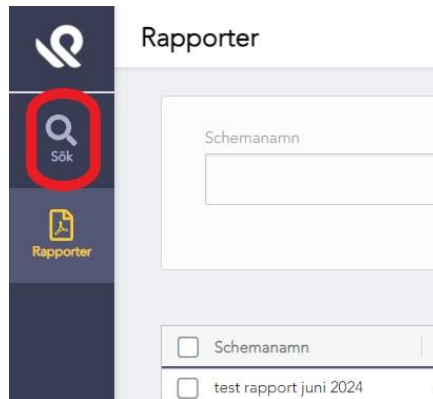 Rapporter
Sök
Rapporter
Schemanamn
Schemanamn
test rapport juni 2024